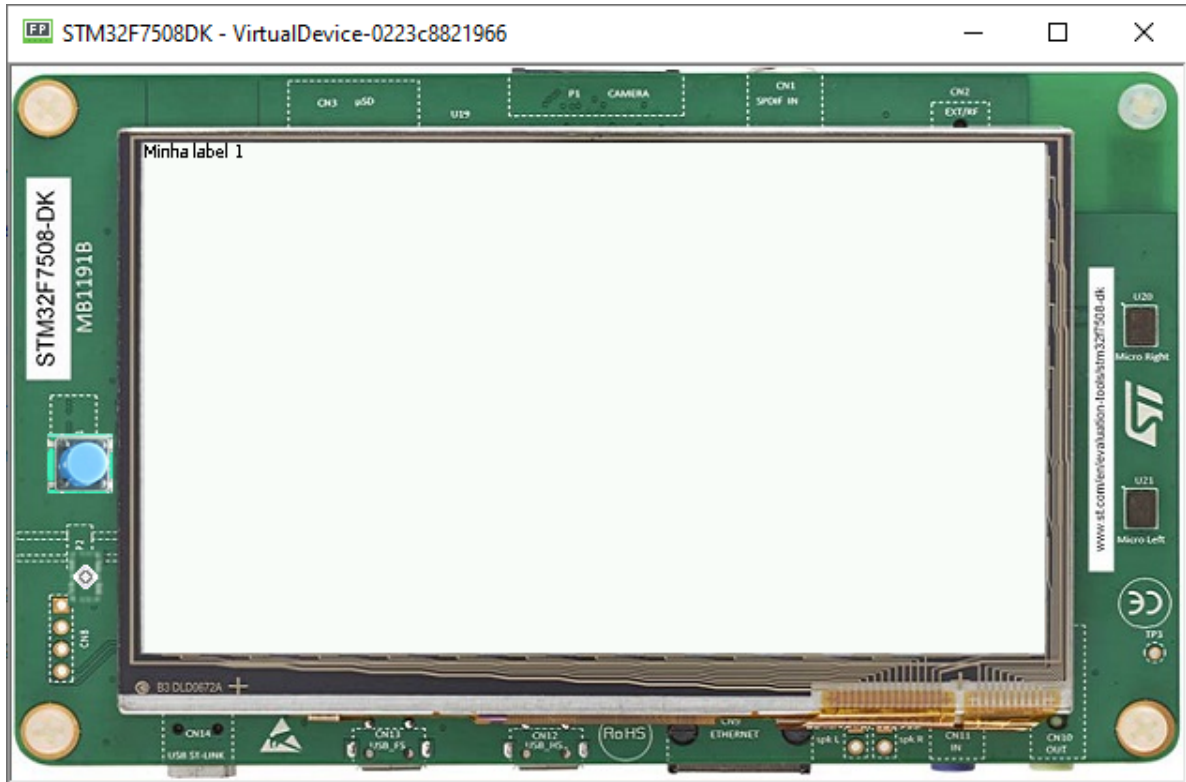 STM32F7508DK - VirtualDevice-0223c8821966
CN3 µSD
U19
P1 CAMERA
CN1
SPDIF IN
CN2
EXT/RF
Minha label 1
STM32F7508-DK
MB1191B
www.st.com/en/evaluation-tools/stm32f7508-dk
U20
Micro Right
U21
Micro Left
P2
CN8
TP3
B3 DLD0672A
CN14
USB ST-LINK
CN13
USB_FS
CN12
USB_HS
RoHS
CN9
ETHERNET
spk L
spk R
CN11
IN
CN10
OUT